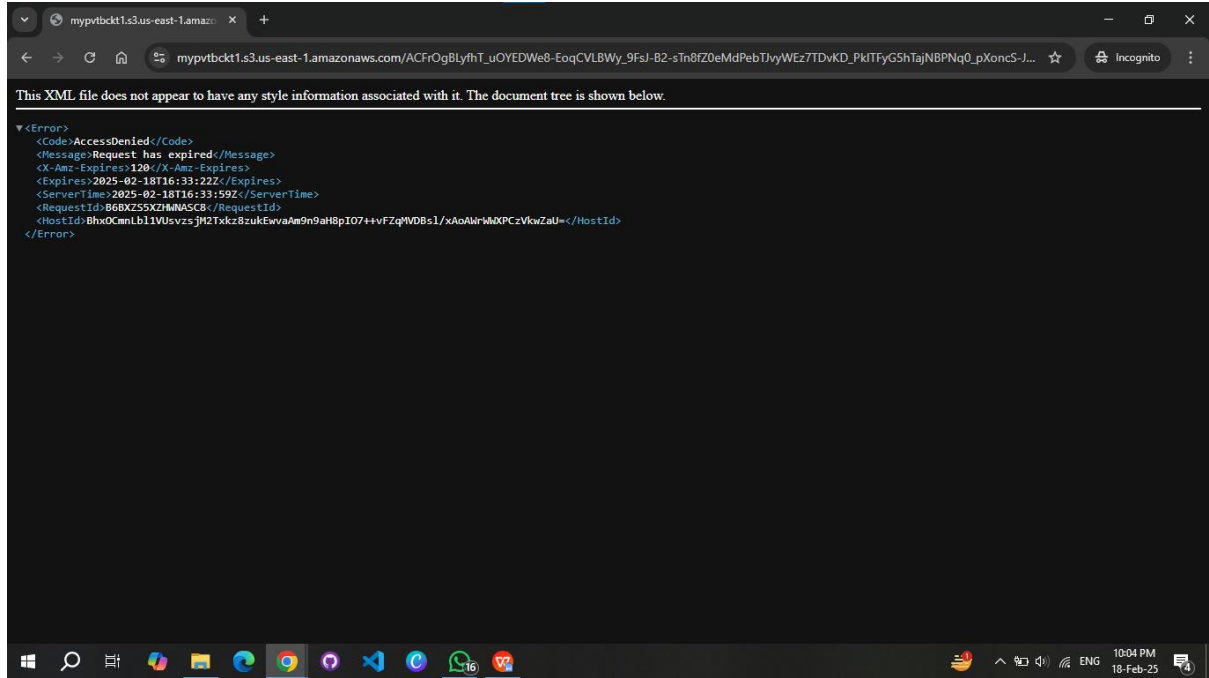 mypvtbckt1.s3.us-east-1.amazo
mypvtbckt1.s3.us-east-1.amazonaws.com/ACFrOgBLyfhT_uOYEDWe8-EoqCVLBWy_9FsJ-B2-sTn8fZ0eMdPebTJvyWEz7TDvKD_PkITFyG5hTajNBPNq0_pXoncS-J...
Incognito
This XML file does not appear to have any style information associated with it. The document tree is shown below.
▼<Error>
<Code>AccessDenied</Code>
<Message>Request has expired</Message>
<X-Amz-Expires>120</X-Amz-Expires>
<Expires>2025-02-18T16:33:22Z</Expires>
<ServerTime>2025-02-18T16:33:59Z</ServerTime>
<RequestId>B6BXZS5XZHWNASC8</RequestId>
<HostId>BhxOCmnLbl1VUsvzsjM2Txkz8zukEwvaAm9n9aH8pIO7++vFZqMVDBsl/xAoAWrWWXPCzVkwZaU=</HostId>
</Error>
16
ENG
10:04 PM
18-Feb-25
4